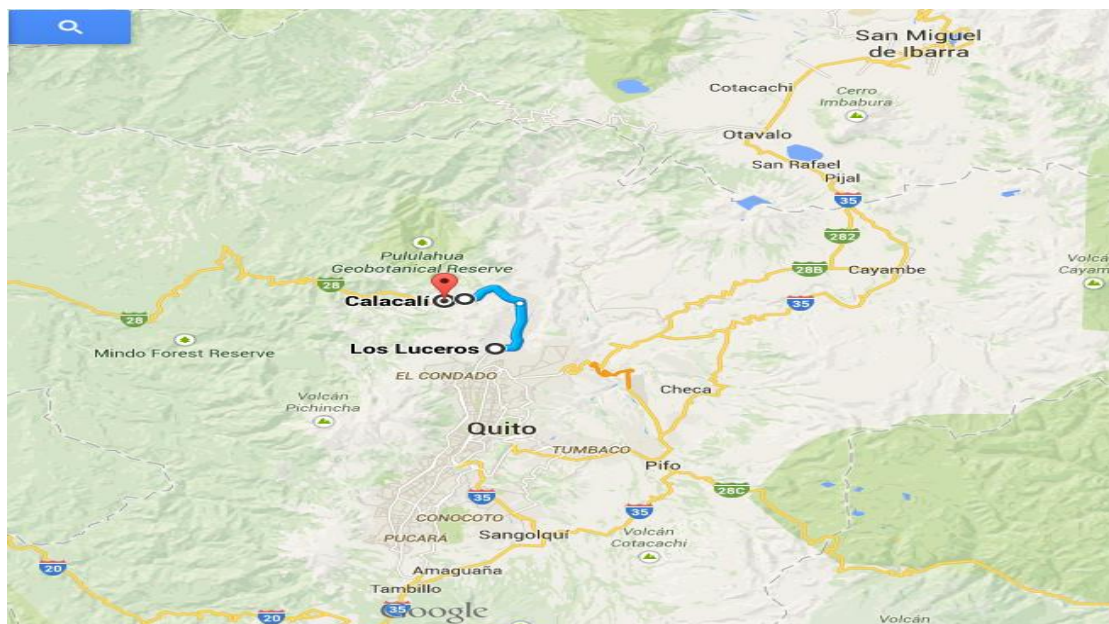 San Miguel
de Ibarra
Cotacachi
Cerro
Imbabura
Otavalo
San Rafael
Pijal
35
282
Pululahua
Geobotanical Reserve
28
28B
Cayambe
Volcá
Cayam
Calacalí
35
28
Los Luceros
Mindo Forest Reserve
EL CONDADO
Checa
Volcán
Pichincha
Quito
TUMBACO
Pifo
28C
35
35
CONOCOTO
PUCARÁ
Sangolquí
Volcán
Cotacachi
20
Amaguaña
Tambillo
35
Google
20
Volcán